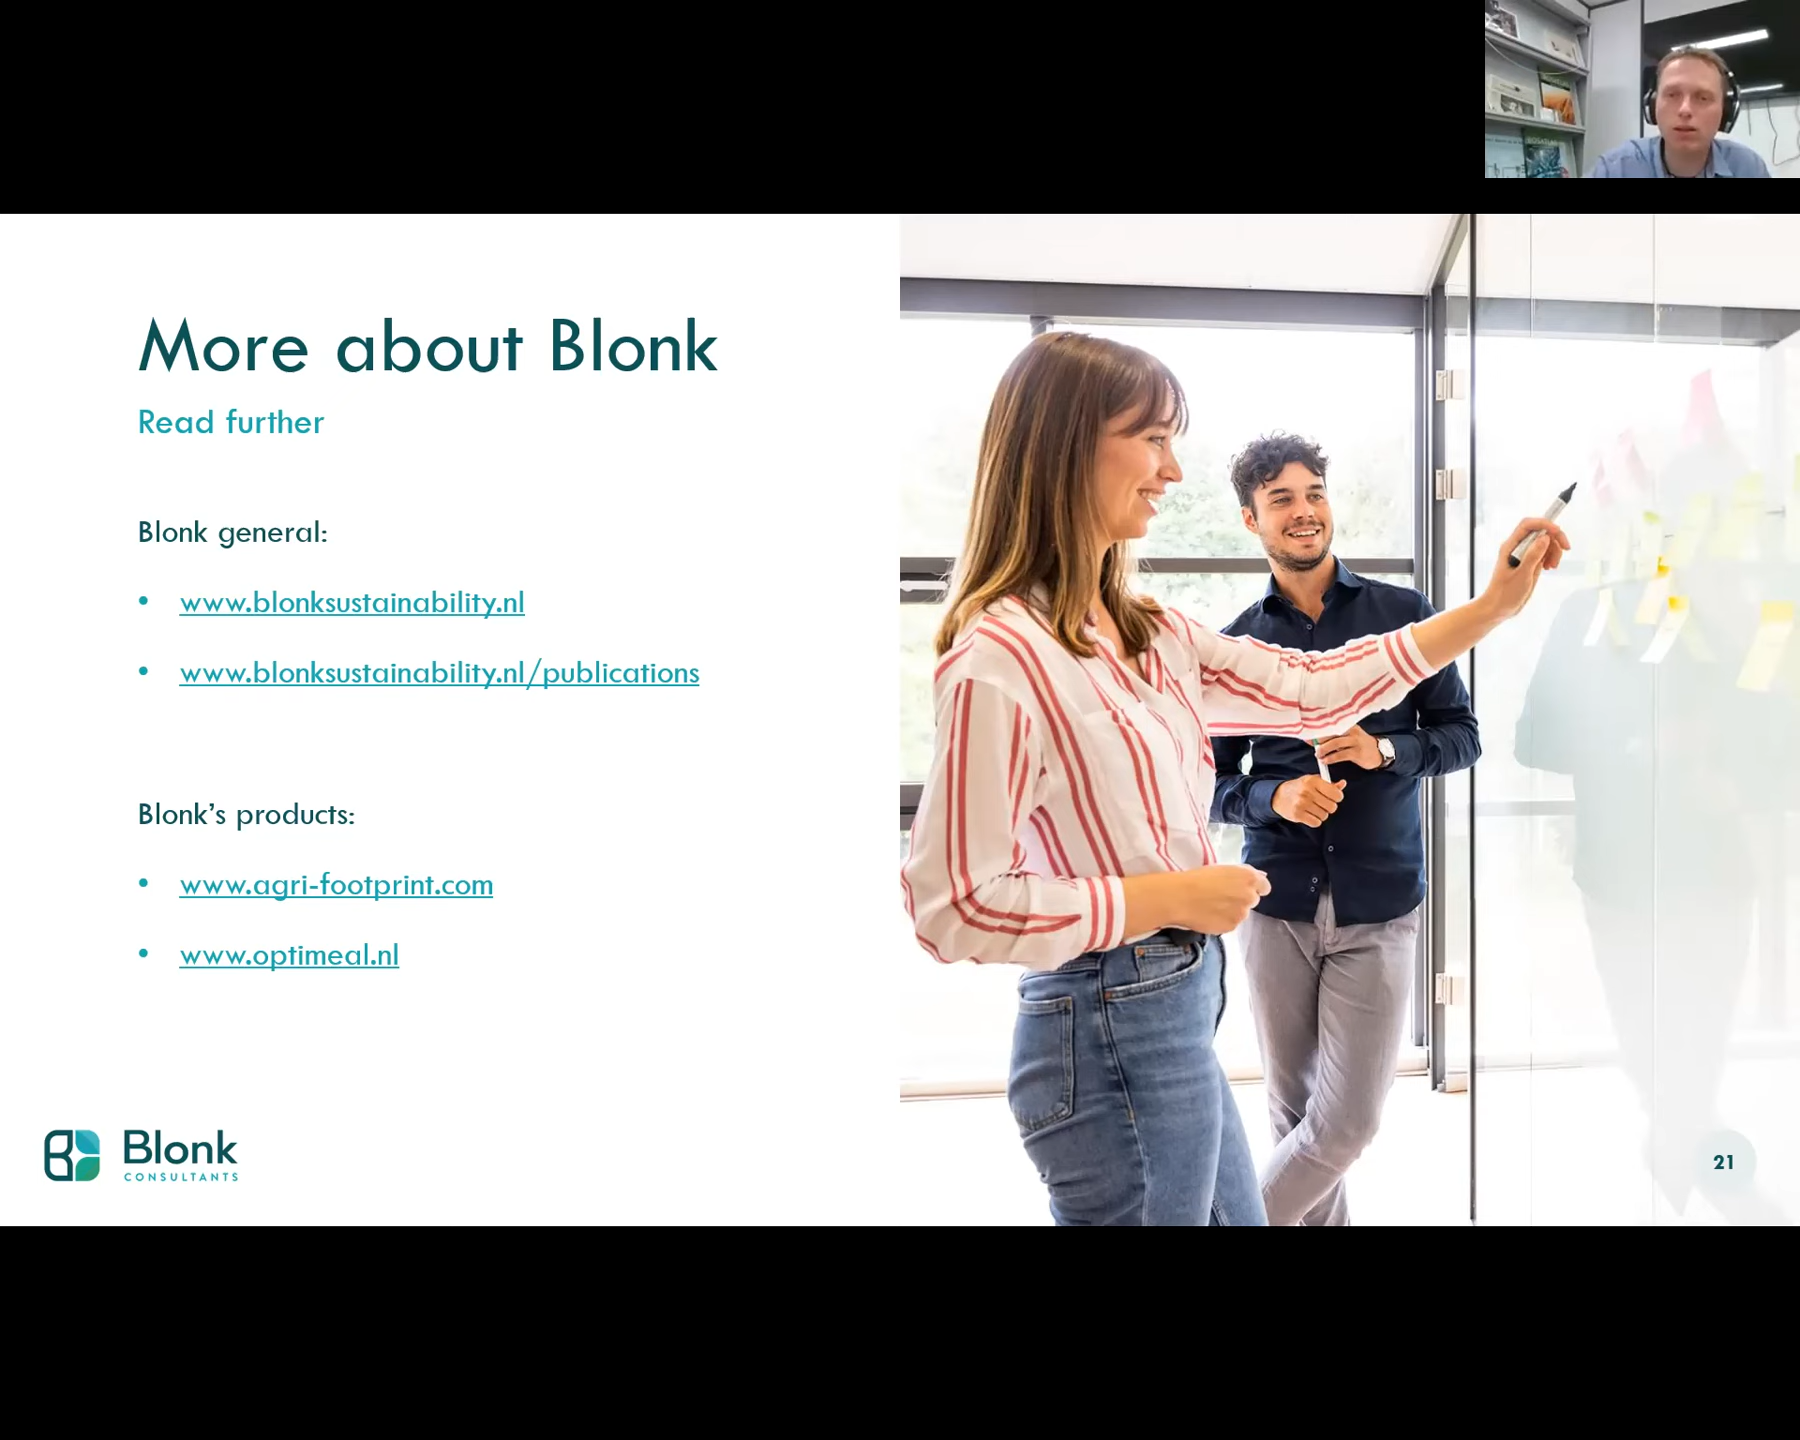 More about Blonk
Read further
Blonk general:
• www.blonksustainability.nl
• www.blonksustainability.nl/publications
Blonk's products:
• www.agri-footprint.com
• www.optimeal.nl
Blonk
CONSULTANTS
21